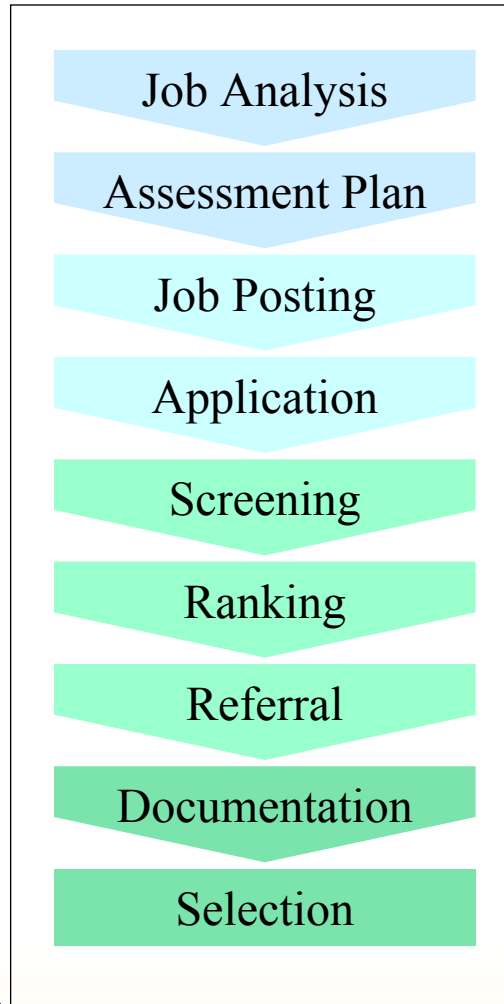 Job Analysis
Assessment Plan
Job Posting
Application
Screening
Ranking
Referral
Documentation
Selection